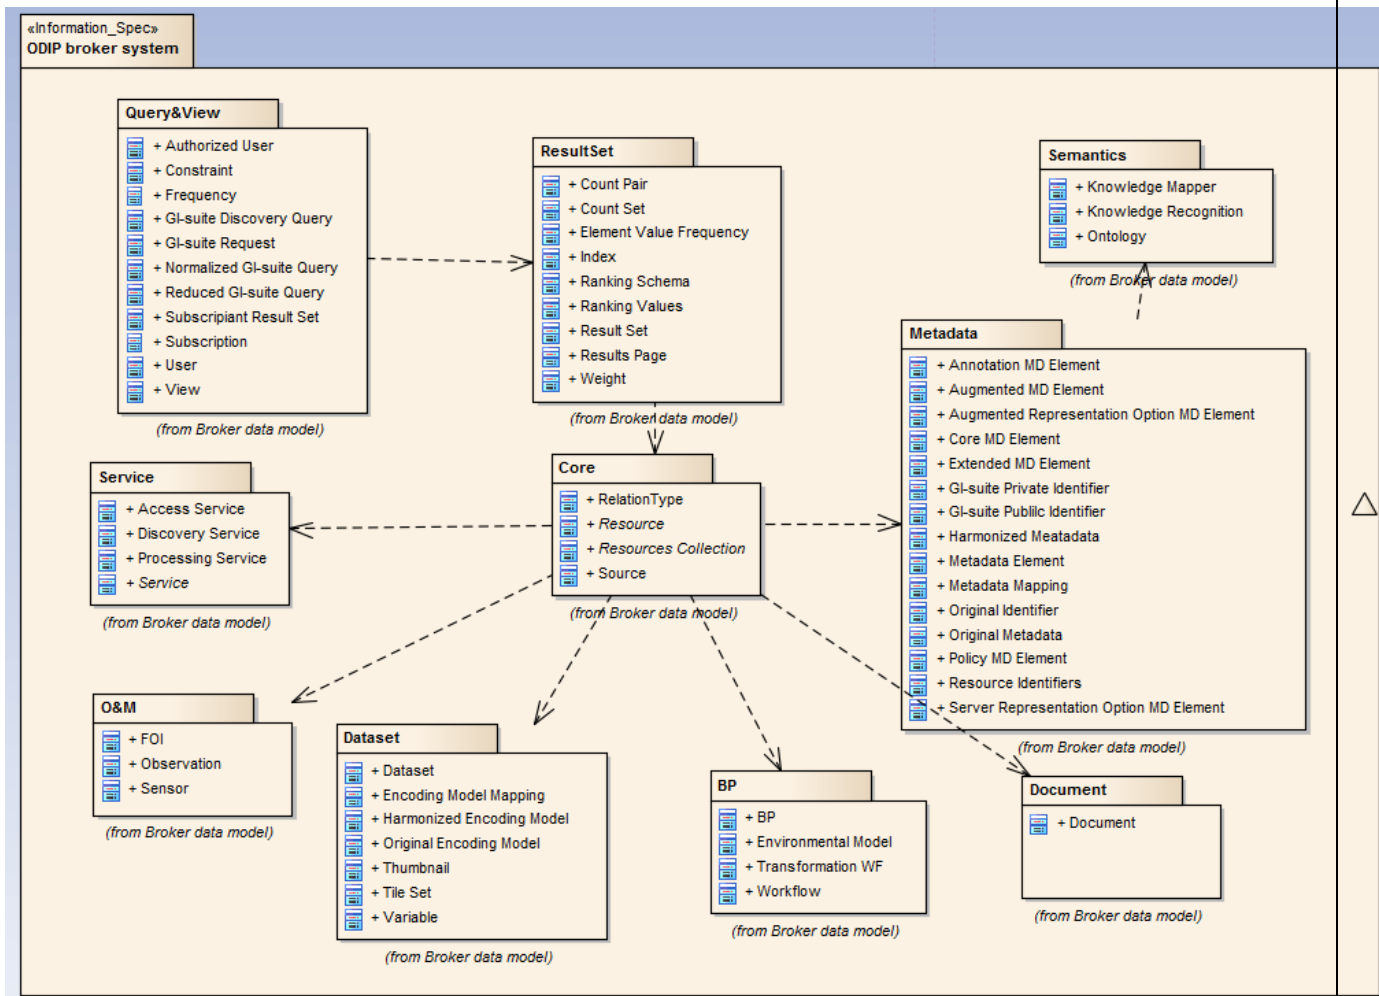 «Information_Spec»
ODIP broker system
Query&View
+ Authorized User
+ Constraint
+ Frequency
+ GI-suite Discovery Query
+ GI-suite Request
+ Normalized GI-suite Query
+ Reduced GI-suite Query
+ Subscripiant Result Set
+ Subscription
+ User
+ View
(from Broker data model)
ResultSet
+ Count Pair
+ Count Set
+ Element Value Frequency
+ Index
+ Ranking Schema
+ Ranking Values
+ Result Set
+ Results Page
+ Weight
(from Broker data model)
Semantics
+ Knowledge Mapper
+ Knowledge Recognition
+ Ontology
(from Broker data model)
Metadata
+ Annotation MD Element
+ Augmented MD Element
+ Augmented Representation Option MD Element
+ Core MD Element
+ Extended MD Element
+ GI-suite Private Identifier
+ GI-suite Publlc Identifier
+ Harmonized Meatadata
+ Metadata Element
+ Metadata Mapping
+ Original Identifier
+ Original Metadata
+ Policy MD Element
+ Resource Identifiers
+ Server Representation Option MD Element
(from Broker data model)
Service
+ Access Service
+ Discovery Service
+ Processing Service
+ Service
(from Broker data model)
Core
+ RelationType
+ Resource
+ Resources Collection
+ Source
(from Broker data model)
O&M
+ FOI
+ Observation
+ Sensor
(from Broker data model)
Dataset
+ Dataset
+ Encoding Model Mapping
+ Harmonized Encoding Model
+ Original Encoding Model
+ Thumbnail
+ Tile Set
+ Variable
(from Broker data model)
BP
+ BP
+ Environmental Model
+ Transformation WF
+ Workflow
(from Broker data model)
Document
+ Document
(from Broker data model)